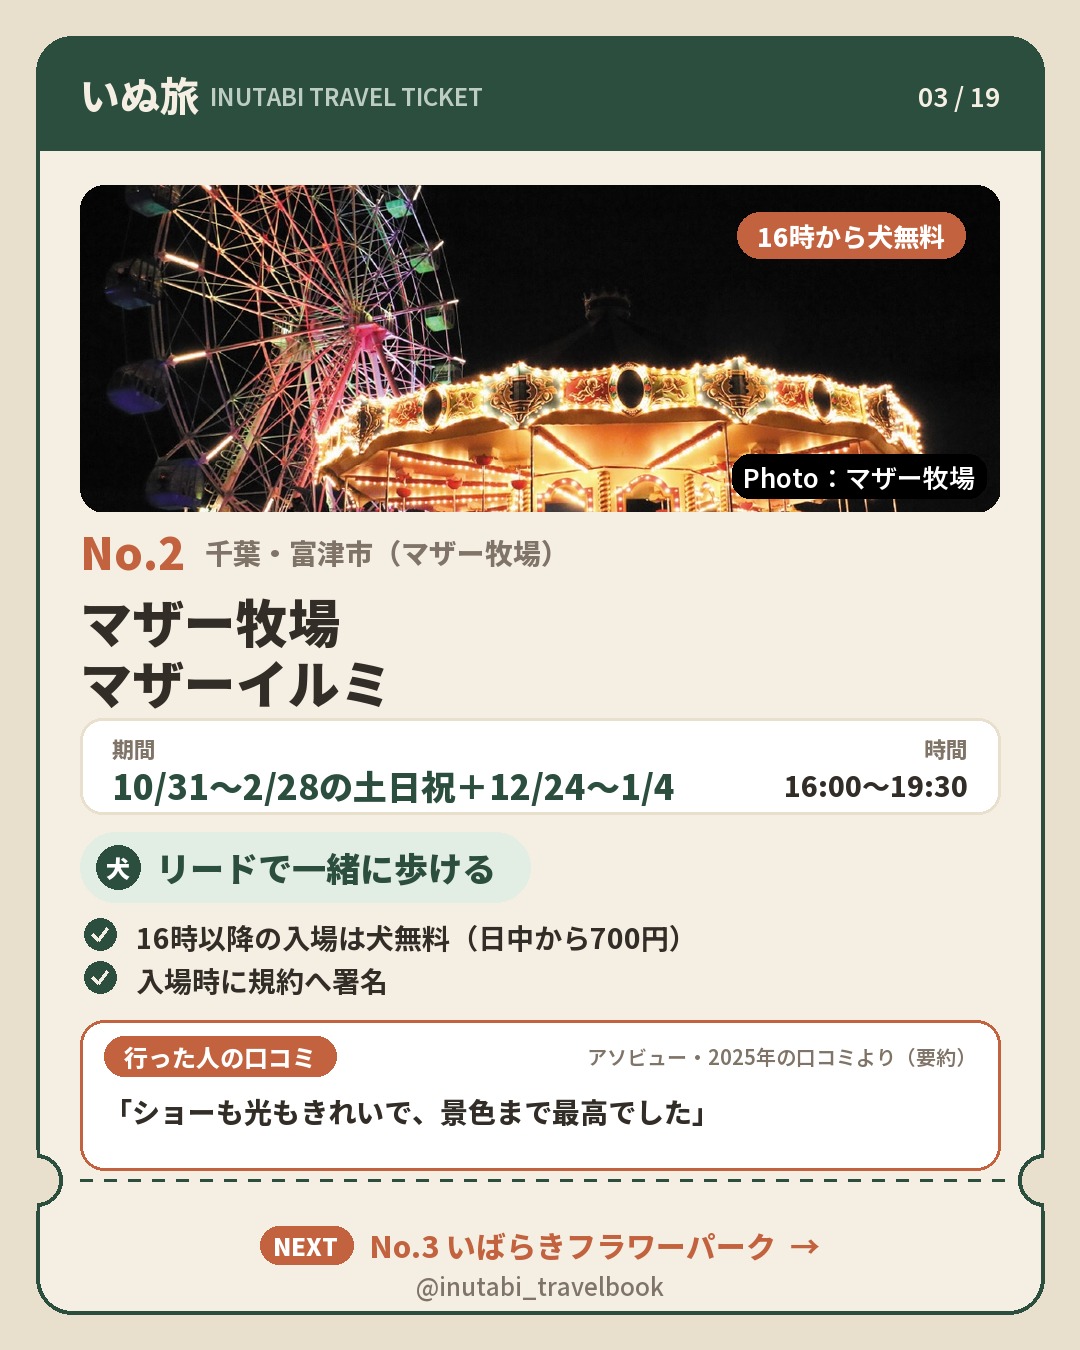 いぬ旅 INUTABI TRAVEL TICKET
03 / 19
16時から犬無料
Photo：マザー牧場
No.2 千葉・富津市（マザー牧場）
マザー牧場
マザーイルミ
期間
時間
10/31〜2/28の土日祝＋12/24〜1/4
16:00〜19:30
犬 リードで一緒に歩ける
16時以降の入場は犬無料（日中から700円）
入場時に規約へ署名
行った人の口コミ
アソビュー・2025年の口コミより（要約）
「ショーも光もきれいで、景色まで最高でした」
NEXT No.3 いばらきフラワーパーク →
@inutabi_travelbook